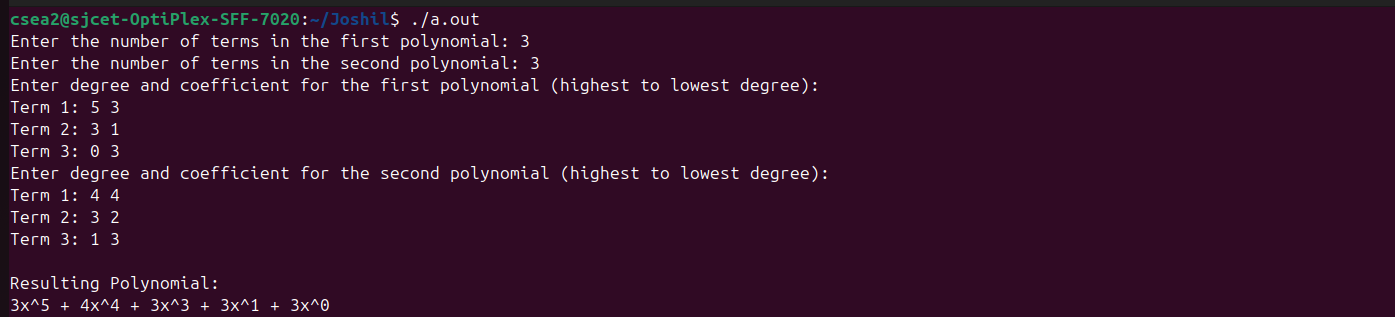 csea2@sjcet-OptiPlex-SFF-7020:~/Joshil$ ./a.out
Enter the number of terms in the first polynomial: 3
Enter the number of terms in the second polynomial: 3
Enter degree and coefficient for the first polynomial (highest to lowest degree):
Term 1: 5 3
Term 2: 3 1
Term 3: 0 3
Enter degree and coefficient for the second polynomial (highest to lowest degree):
Term 1: 4 4
Term 2: 3 2
Term 3: 1 3
Resulting Polynomial:
3x^5 + 4x^4 + 3x^3 + 3x^1 + 3x^0